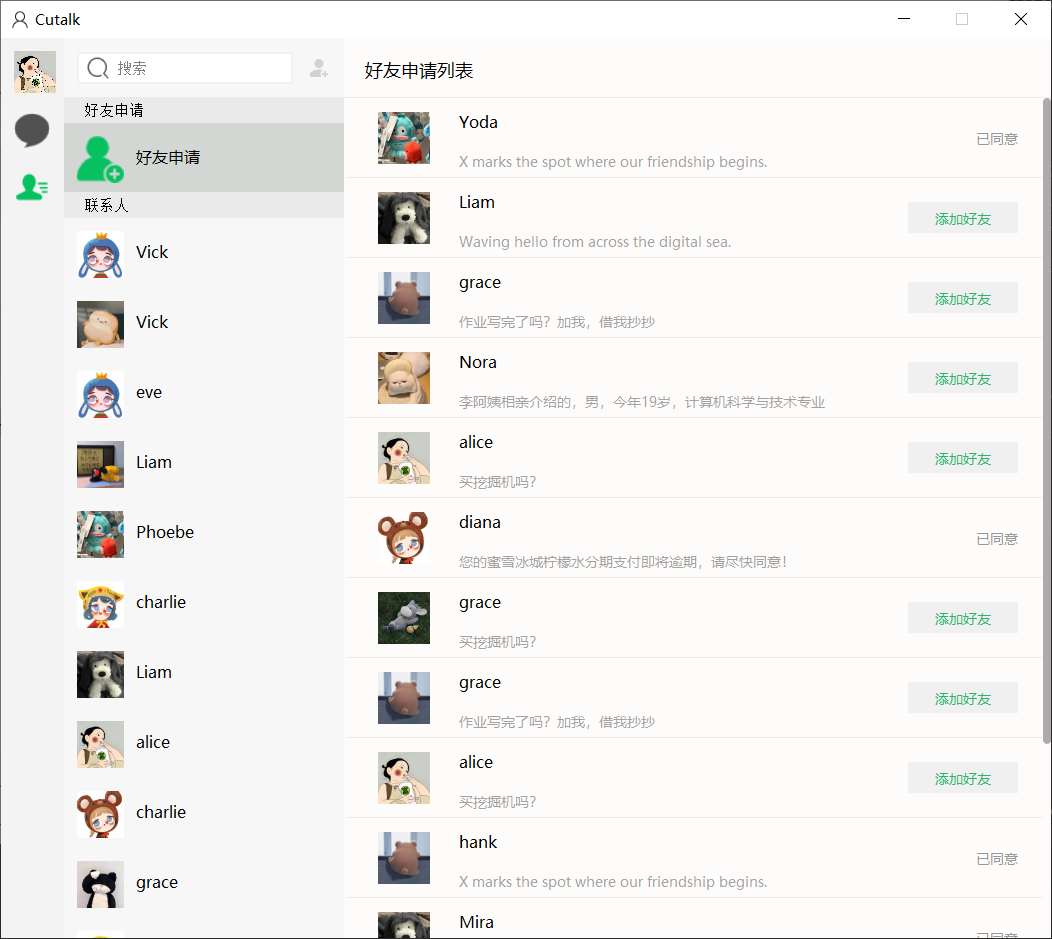 Cutalk
搜索
好友申请
好友申请
联系人
Vick
Vick
eve
Liam
Phoebe
charlie
Liam
alice
charlie
grace
好友申请列表
Yoda
已同意
X marks the spot where our friendship begins.
Liam
添加好友
Waving hello from across the digital sea.
grace
添加好友
作业写完了吗？加我，借我抄抄
Nora
添加好友
李阿姨相亲介绍的，男，今年19岁，计算机科学与技术专业
alice
添加好友
买挖掘机吗？
diana
已同意
您的蜜雪冰城柠檬水分期支付即将逾期，请尽快同意！
grace
添加好友
买挖掘机吗？
grace
添加好友
作业写完了吗？加我，借我抄抄
alice
添加好友
买挖掘机吗？
hank
已同意
X marks the spot where our friendship begins.
Mira
已同意